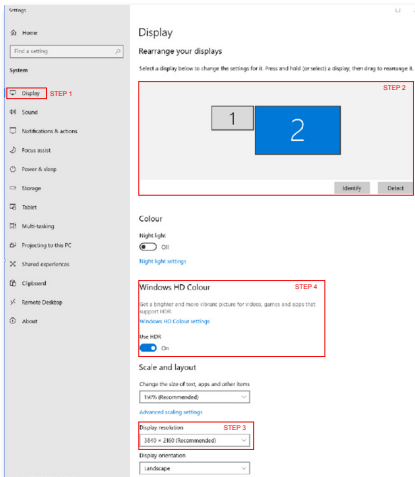 Settings
Home
Find a setting
System
Display STEP 1
Sound
Notifications & actions
Focus assist
Power & sleep
Storage
Tablet
Multi-tasking
Projecting to this PC
Shared experiences
Clipboard
Remote Desktop
About
Display
Rearrange your displays
Select a display below to change the settings for it. Press and hold (or select) a display, then drag to rearrange it.
STEP 2
1
2
Identify Detect
Colour
Night light
Off
Night light settings
Windows HD Colour STEP 4
Get a brighter and more vibrant picture for videos, games and apps that
support HDR.
Windows HD Colour settings
Use HDR
On
Scale and layout
Change the size of text, apps and other items
150% (Recommended)
Advanced scaling settings
Display resolution STEP 3
3840 × 2160 (Recommended)
Display orientation
Landscape